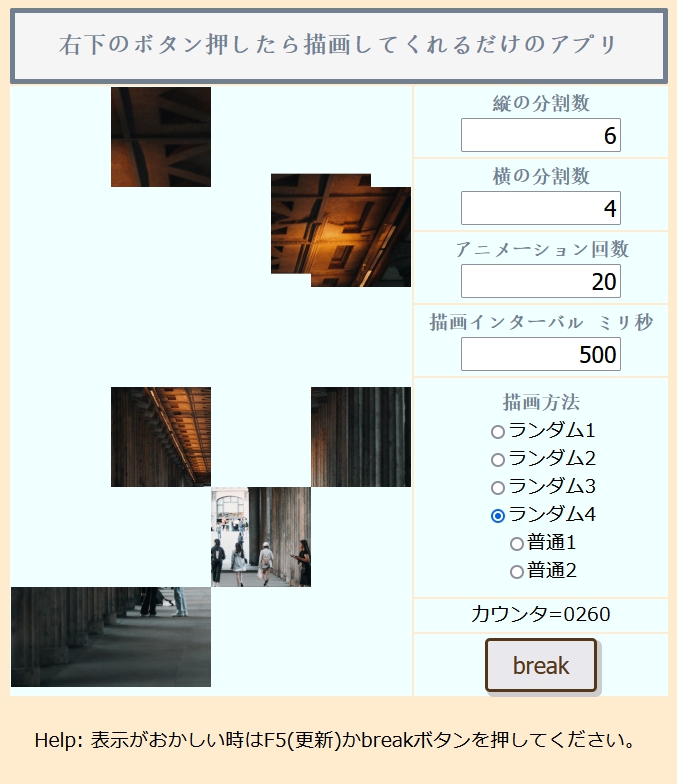 右下のボタン押したら描画してくれるだけのアプリ
縦の分割数
6
横の分割数
4
アニメーション回数
20
描画インターバル ミリ秒
500
描画方法
ランダム1
ランダム2
ランダム3
ランダム4
普通1
普通2
カウンタ=0260
break
Help: 表示がおかしい時はF5(更新)かbreakボタンを押してください。